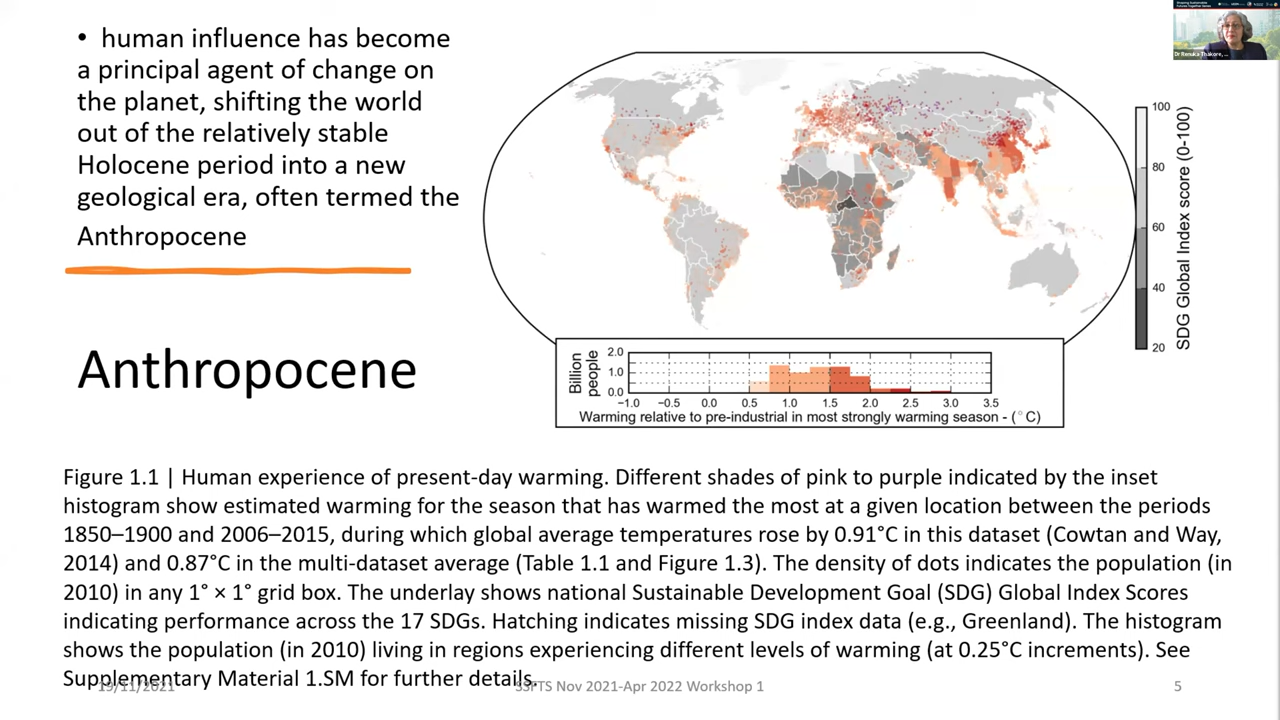 • human influence has become
a principal agent of change on
the planet, shifting the world
out of the relatively stable
Holocene period into a new
geological era, often termed the
Anthropocene
Anthropocene
100
80
60
40
20
SDG Global Index score (0-100)
Billion
people
2.0
1.0
0.0
−1.0 −0.5 0.0 0.5 1.0 1.5 2.0 2.5 3.0 3.5
Warming relative to pre-industrial in most strongly warming season - (°C)
Figure 1.1 | Human experience of present-day warming. Different shades of pink to purple indicated by the inset
histogram show estimated warming for the season that has warmed the most at a given location between the periods
1850–1900 and 2006–2015, during which global average temperatures rose by 0.91°C in this dataset (Cowtan and Way,
2014) and 0.87°C in the multi-dataset average (Table 1.1 and Figure 1.3). The density of dots indicates the population (in
2010) in any 1° × 1° grid box. The underlay shows national Sustainable Development Goal (SDG) Global Index Scores
indicating performance across the 17 SDGs. Hatching indicates missing SDG index data (e.g., Greenland). The histogram
shows the population (in 2010) living in regions experiencing different levels of warming (at 0.25°C increments). See
Supplementary Material 1.SM for further details.
19/11/2021
SSFTS Nov 2021-Apr 2022 Workshop 1
5
Dr Renuka Thakore, ...